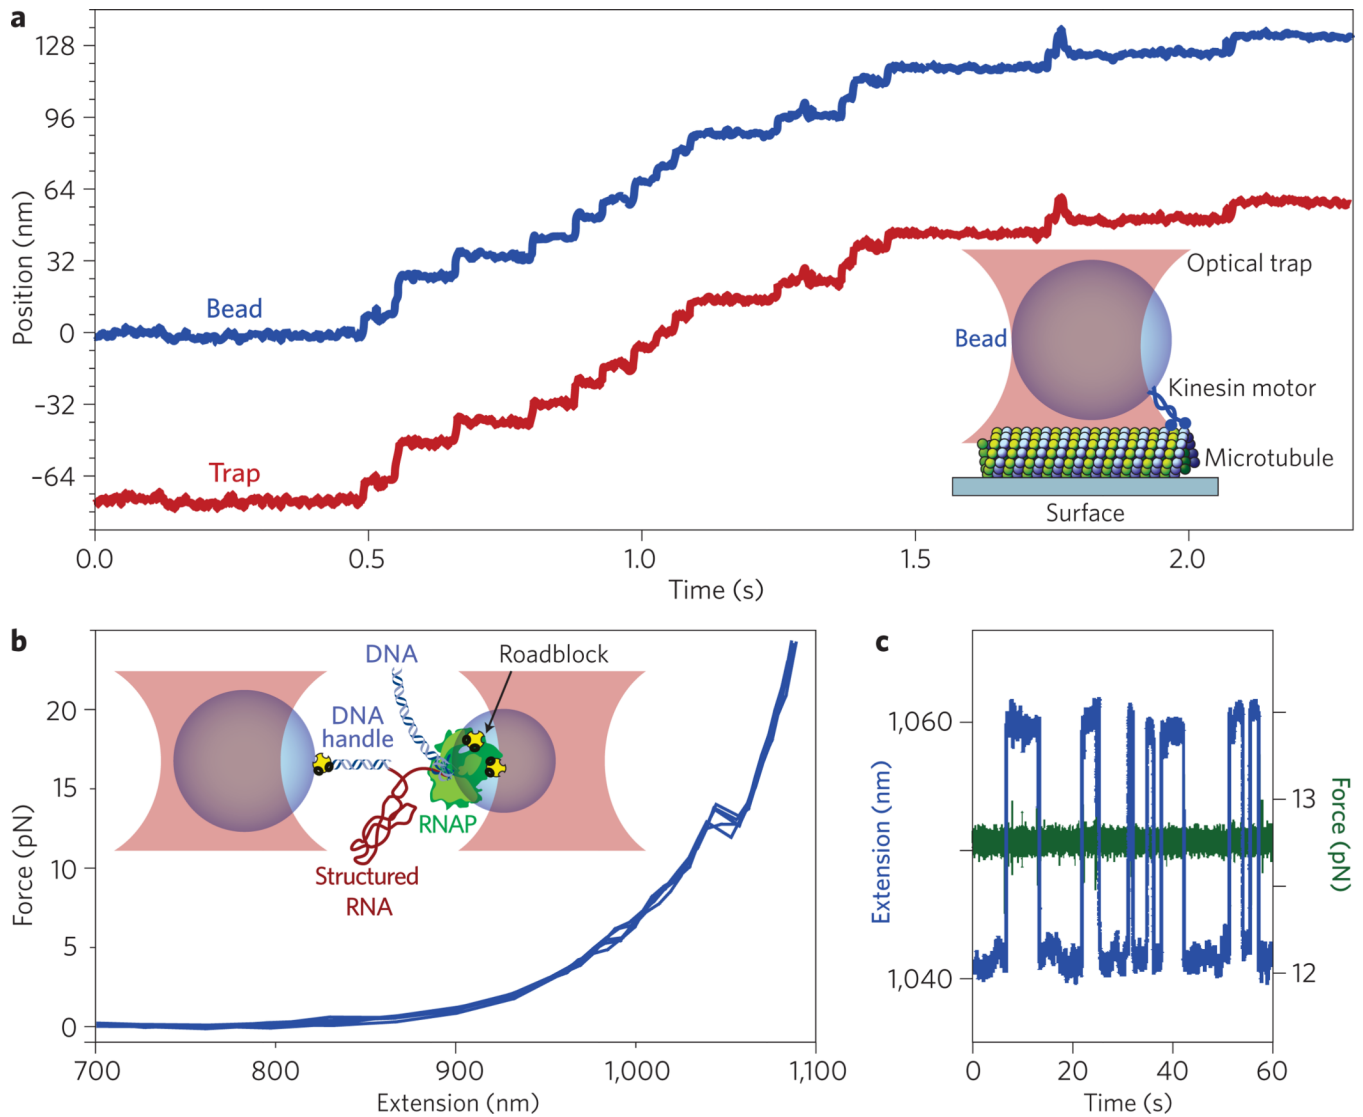 a
128
96
64
32
0
−32
−64
Position (nm)
Bead
Trap
Optical trap
Bead
Kinesin motor
Microtubule
Surface
0.0
0.5
1.0
1.5
2.0
Time (s)
b
DNA
Roadblock
DNA
handle
RNAP
Structured
RNA
20
15
10
5
0
Force (pN)
700
800
900
1,000
1,100
Extension (nm)
c
1,060
1,040
Extension (nm)
13
12
Force (pN)
0
20
40
60
Time (s)